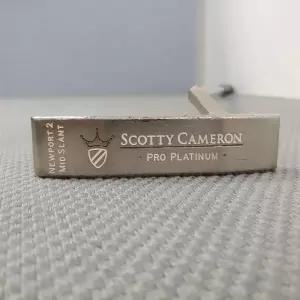 NEWPORT 2
MID SLANT
SCOTTY CAMERON
· PRO PLATINUM ·